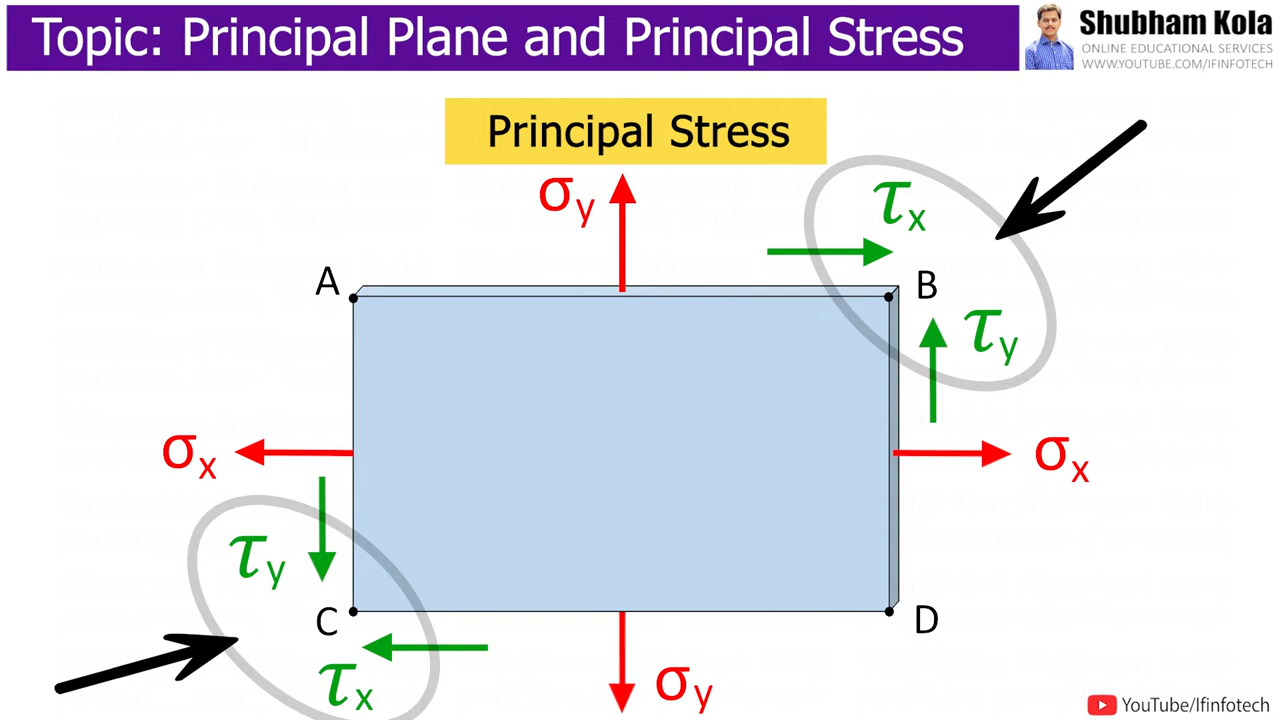 Topic: Principal Plane and Principal Stress
Shubham Kola
ONLINE EDUCATIONAL SERVICES
WWW.YOUTUBE.COM/IFINFOTECH
Principal Stress
σy
τx
A
B
τy
σx
σx
τy
C
D
τx
σy
YouTube/Ifinfotech